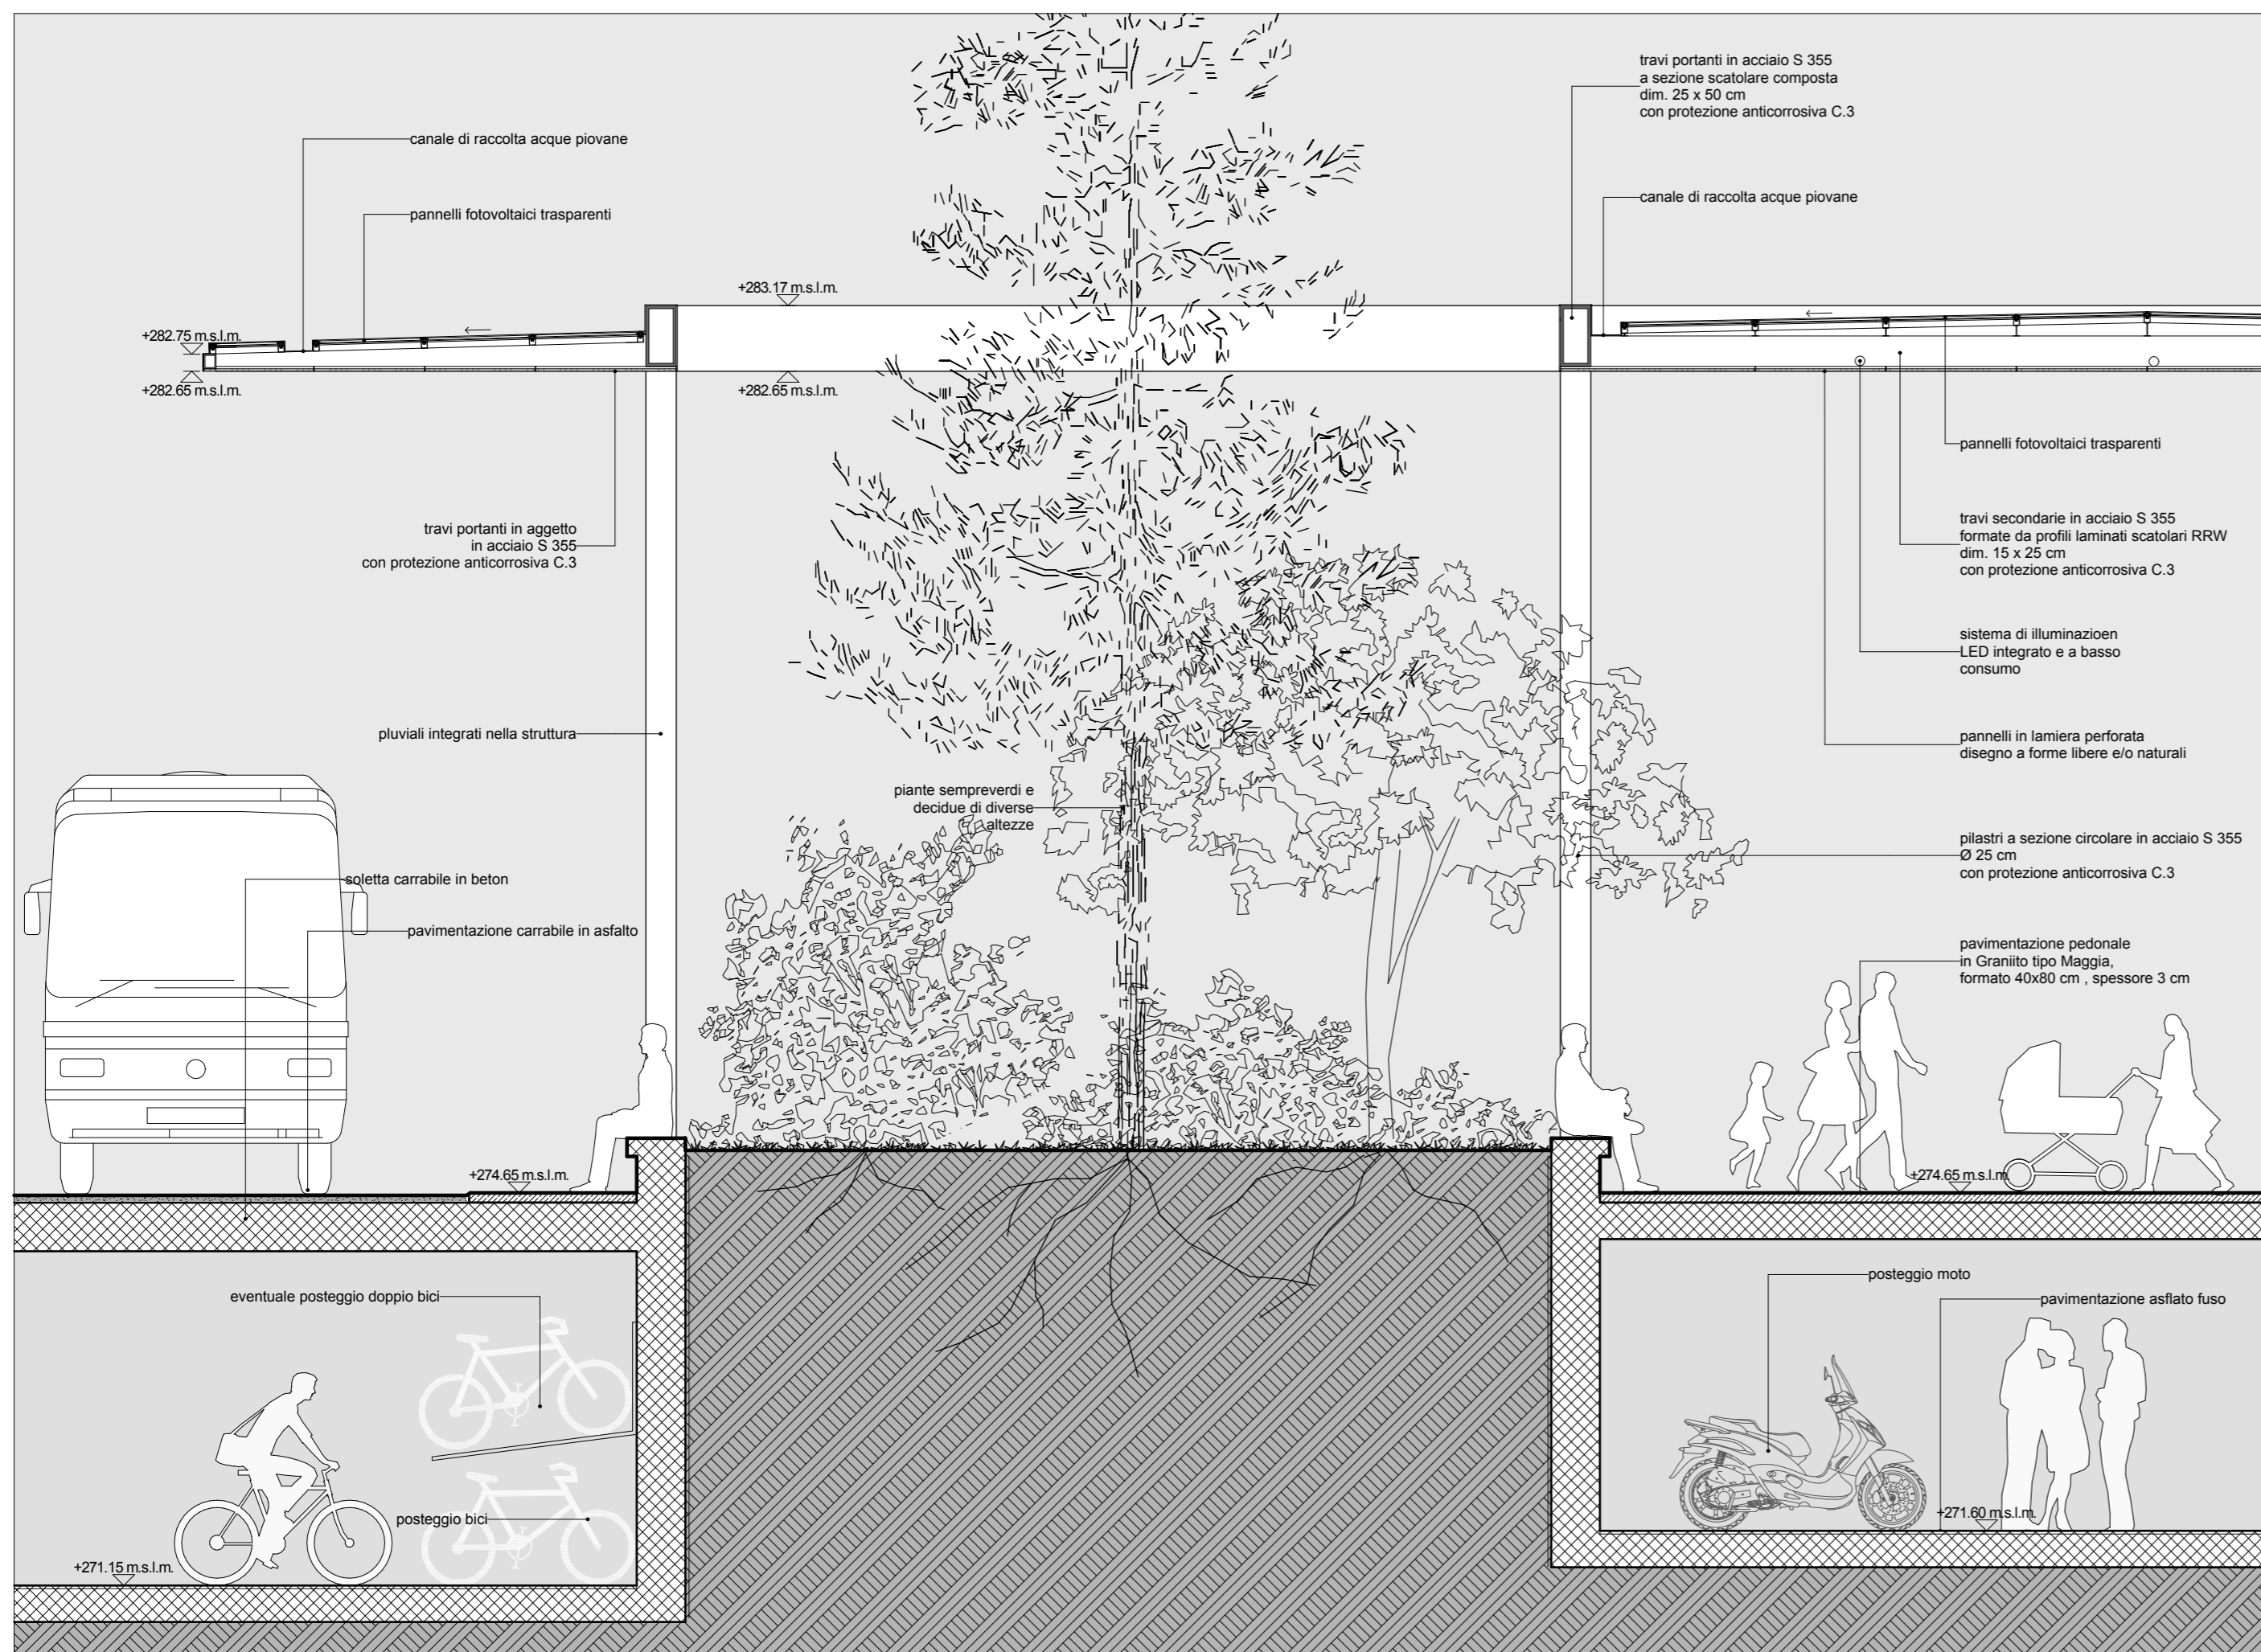 travi portanti in acciaio S 355
a sezione scatolare composta
dim. 25 x 50 cm
con protezione anticorrosiva C.3
canale di raccolta acque piovane
canale di raccolta acque piovane
pannelli fotovoltaici trasparenti
+283.17 m.s.l.m.
+282.75 m.s.l.m.
+282.65 m.s.l.m.
+282.65 m.s.l.m.
pannelli fotovoltaici trasparenti
travi portanti in aggetto
in acciaio S 355
con protezione anticorrosiva C.3
travi secondarie in acciaio S 355
formate da profili laminati scatolari RRW
dim. 15 x 25 cm
con protezione anticorrosiva C.3
sistema di illuminazioen
LED integrato e a basso
consumo
pluviali integrati nella struttura
pannelli in lamiera perforata
disegno a forme libere e/o naturali
piante sempreverdi e
decidue di diverse
altezze
pilastri a sezione circolare in acciaio S 355
Ø 25 cm
con protezione anticorrosiva C.3
soletta carrabile in beton
pavimentazione carrabile in asfalto
pavimentazione pedonale
in Graniito tipo Maggia,
formato 40x80 cm , spessore 3 cm
+274.65 m.s.l.m.
+274.65 m.s.l.m.
eventuale posteggio doppio bici
posteggio moto
pavimentazione asflato fuso
posteggio bici
+271.60 m.s.l.m.
+271.15 m.s.l.m.